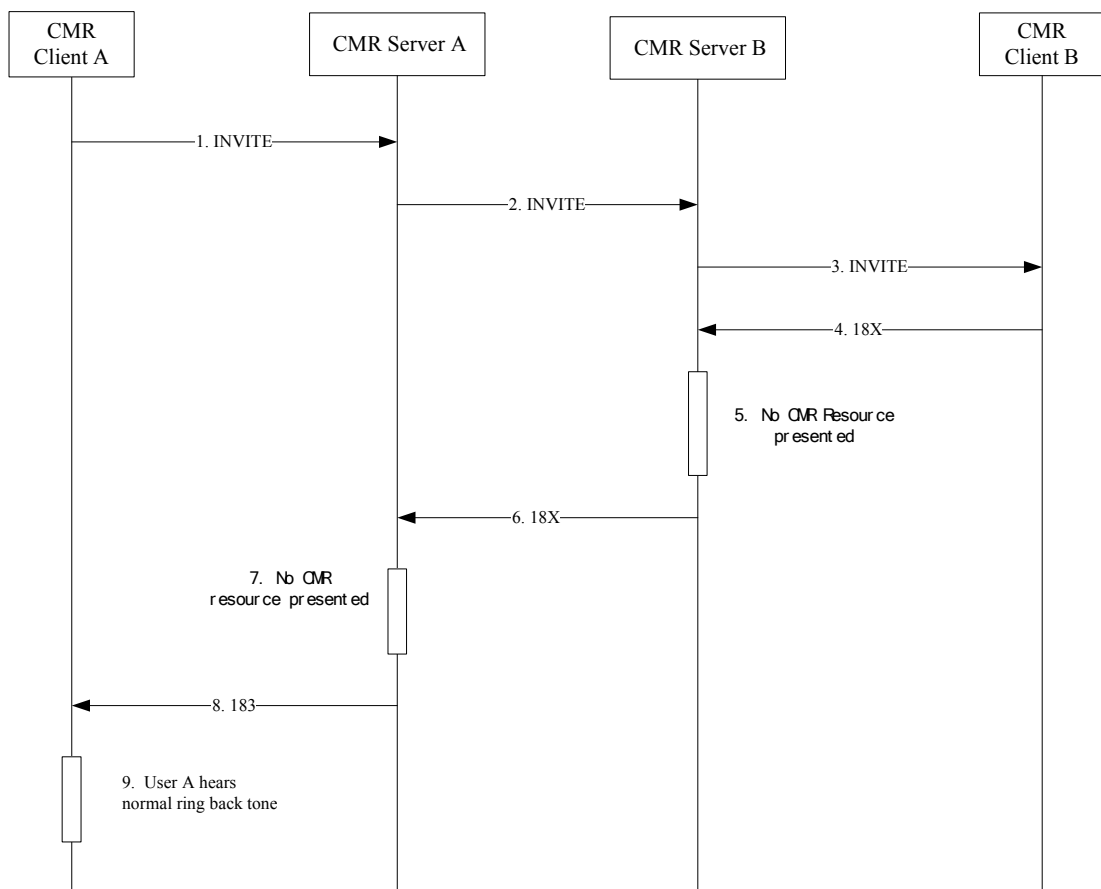 CMR
Client A
CMR Server A
CMR Server B
CMR
Client B
1. INVITE
2. INVITE
3. INVITE
4. 18X
5. No CMR Resource
presented
6. 18X
7. No CMR
resource presented
8. 183
9. User A hears
normal ring back tone